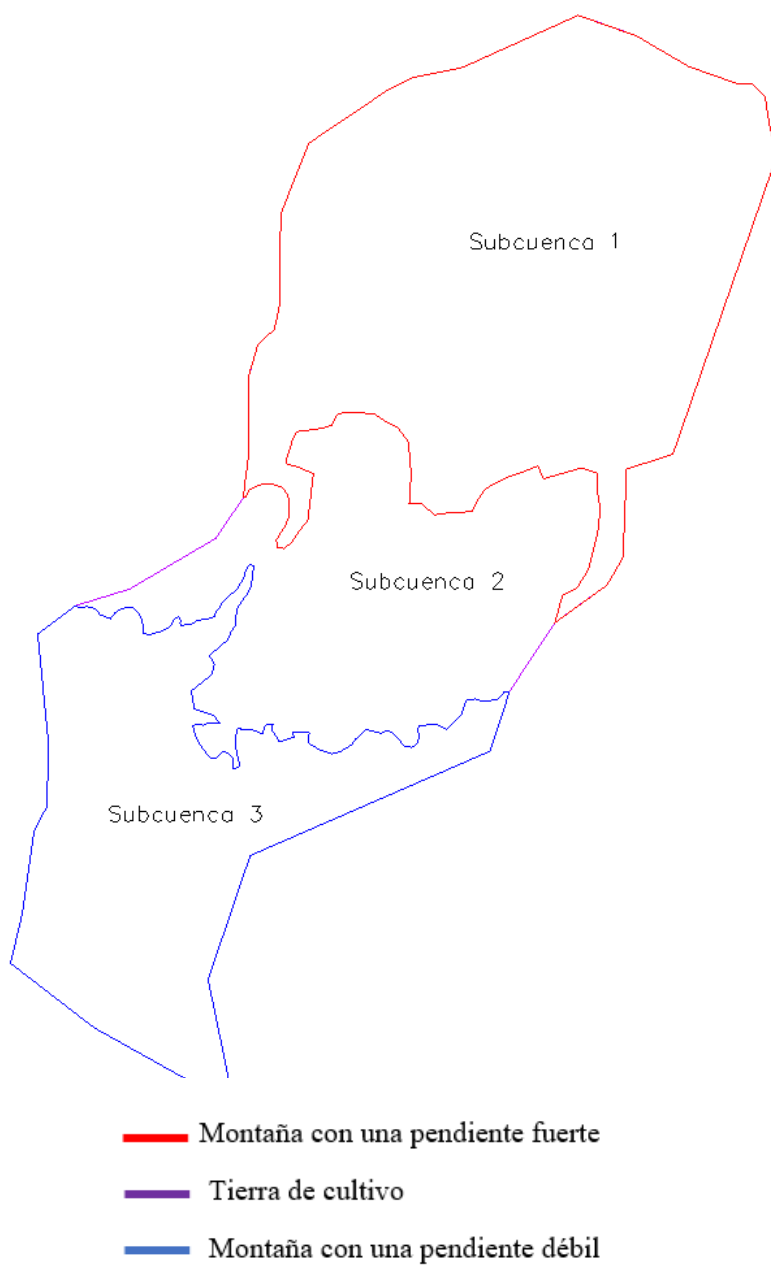 Subcuenca 1
Subcuenca 2
Subcuenca 3
Montaña con una pendiente fuerte
Tierra de cultivo
Montaña con una pendiente débil